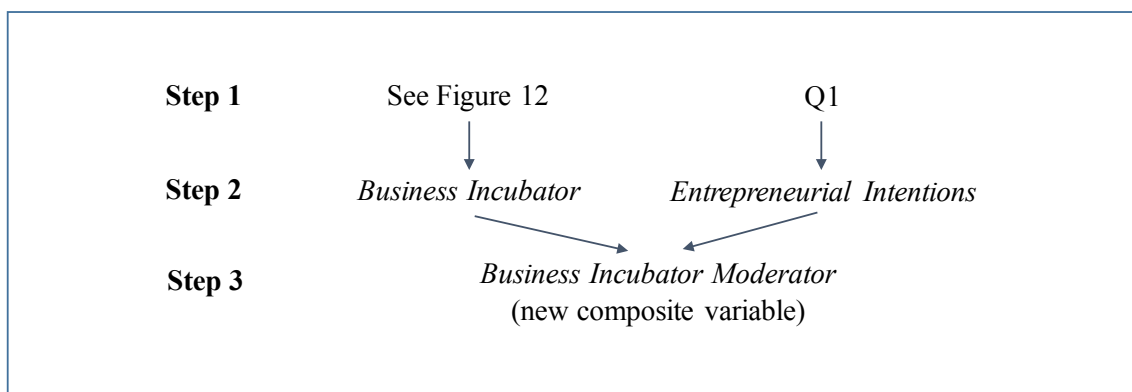 Step 1 See Figure 12 Q1
Step 2 Business Incubator Entrepreneurial Intentions
Step 3 Business Incubator Moderator
(new composite variable)